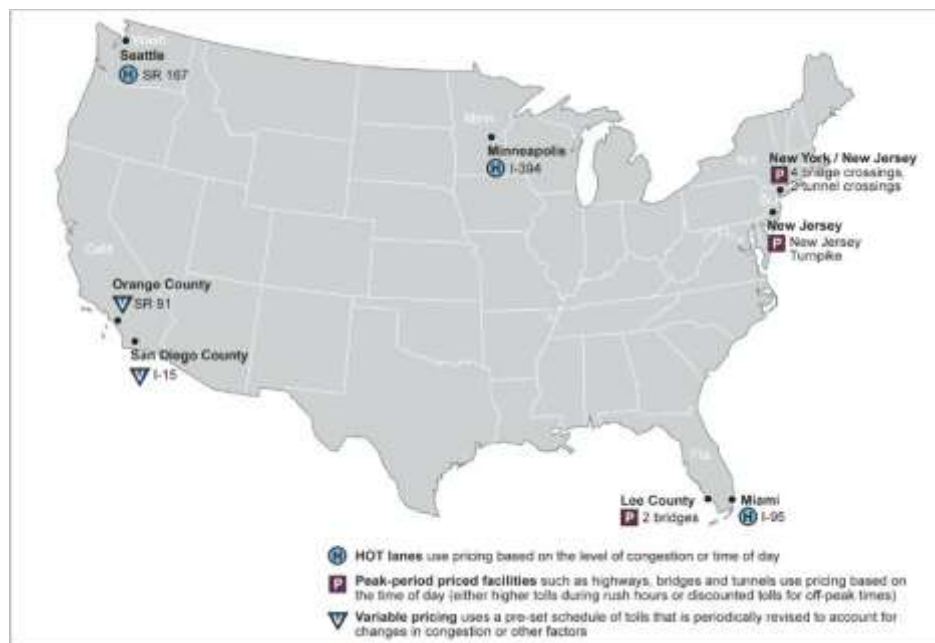 Wash.
Seattle
H SR 167
Minn.
Minneapolis
H I-394
N.Y.
New York / New Jersey
P 4 bridge crossings,
2 tunnel crossings
N.J.
New Jersey
P New Jersey
Turnpike
Calif.
Orange County
V SR 91
San Diego County
V I-15
Fla.
Lee County
P 2 bridges
Miami
H I-95
H HOT lanes use pricing based on the level of congestion or time of day
P Peak-period priced facilities such as highways, bridges and tunnels use pricing based on
the time of day (either higher tolls during rush hours or discounted tolls for off-peak times)
V Variable pricing uses a pre-set schedule of tolls that is periodically revised to account for
changes in congestion or other factors